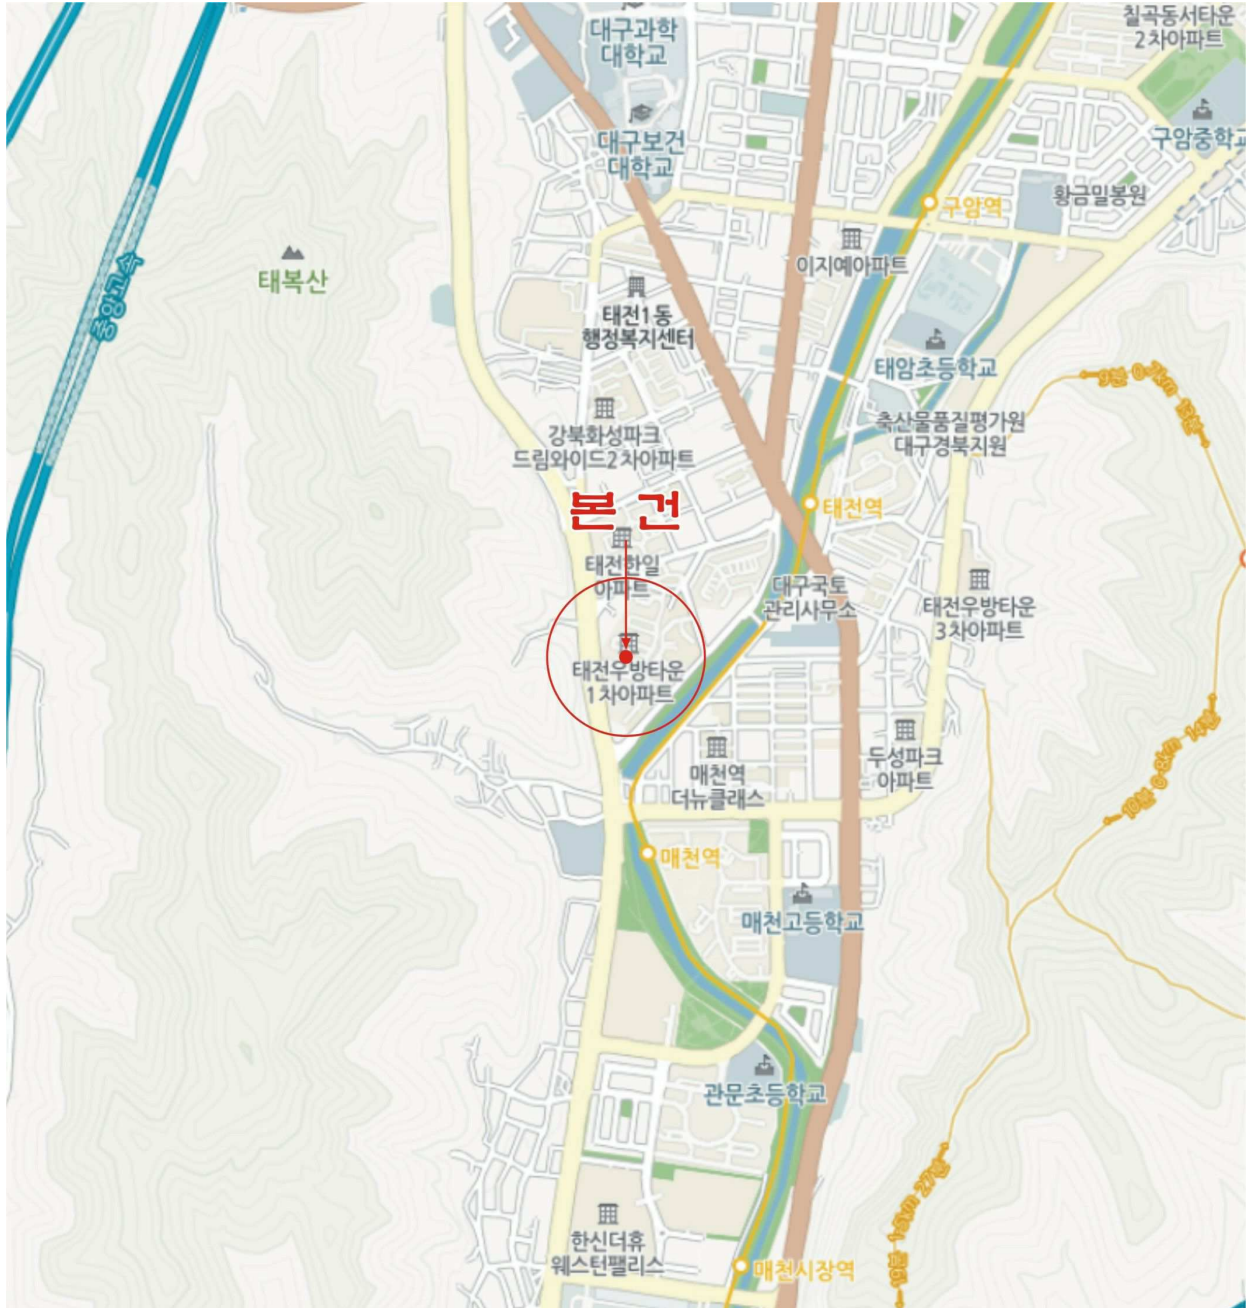 칠곡동서타운
2차아파트
대구과학
대학교
대구보건
대학교
구암중학교
황금밀봉원
구암역
이지예아파트
중앙고속
태복산
태전1동
행정복지센터
태암초등학교
강북화성파크
드림와이드2차아파트
축산물품질평가원
대구경북지원
본 건
태전역
태전한일
아파트
대구국토
관리사무소
태전우방타운
3차아파트
태전우방타운
1차아파트
매천역
더뉴클래스
두성파크
아파트
매천역
매천고등학교
관문초등학교
한신더휴
웨스턴팰리스
매천시장역